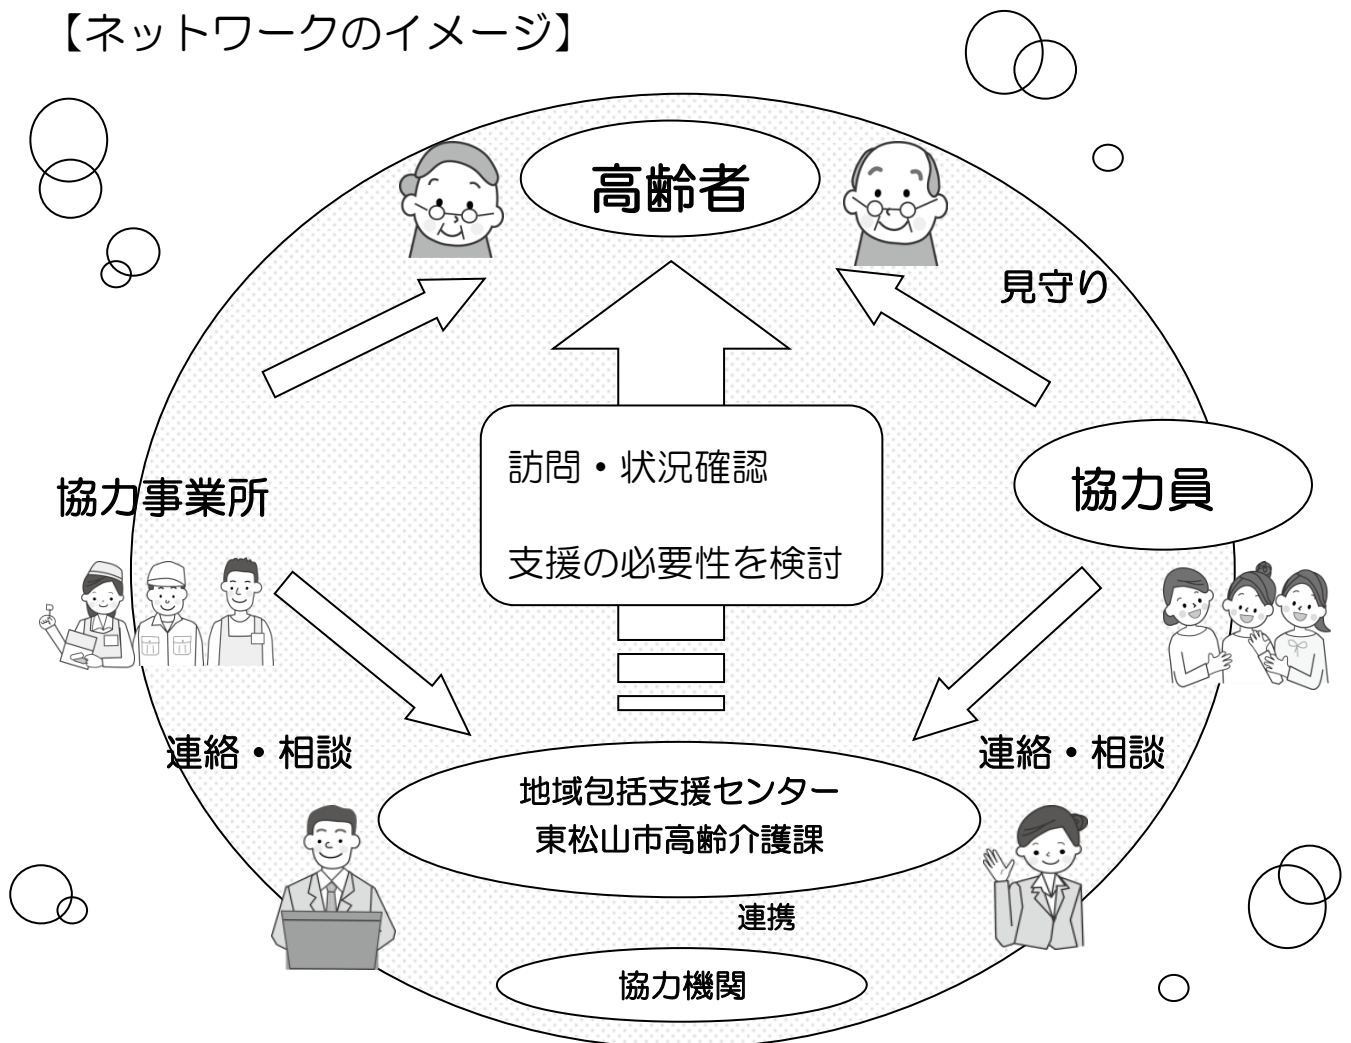 【ネットワークのイメージ】
高齢者
見守り
訪問・状況確認
支援の必要性を検討
協力事業所
協力員
連絡・相談
連絡・相談
地域包括支援センター
東松山市高齢介護課
連携
協力機関